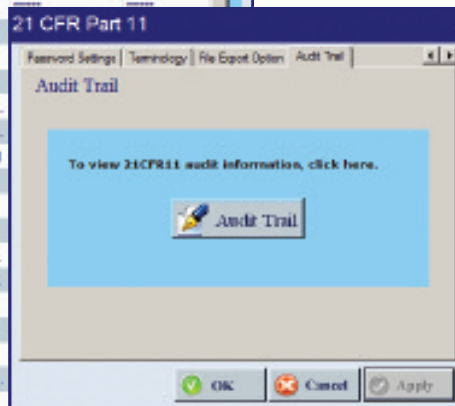 21 CFR Part 11
Password Settings Terminology File Export Option Audit Trail
Audit Trail
To view 21CFR11 audit information, click here.
Audit Trail
OK Cancel Apply